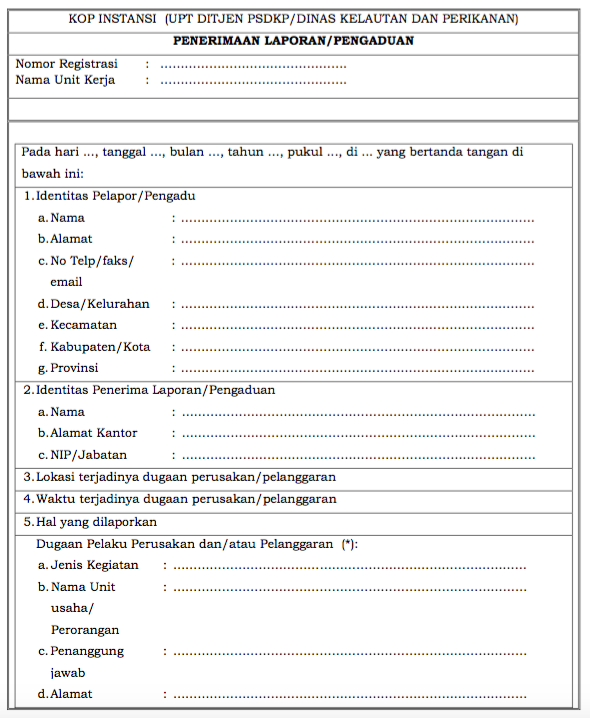 KOP INSTANSI (UPT DITJEN PSDKP/DINAS KELAUTAN DAN PERIKANAN)
PENERIMAAN LAPORAN/PENGADUAN
Nomor Registrasi : ..............................................
Nama Unit Kerja : ..............................................
Pada hari ..., tanggal ..., bulan ..., tahun ..., pukul ..., di ... yang bertanda tangan di
bawah ini:
1.Identitas Pelapor/Pengadu
a. Nama : .......................................................................................
b. Alamat : .......................................................................................
c. No Telp/faks/ : .......................................................................................
email
d. Desa/Kelurahan : .......................................................................................
e. Kecamatan : .......................................................................................
f. Kabupaten/Kota : .......................................................................................
g. Provinsi : .......................................................................................
2.Identitas Penerima Laporan/Pengaduan
a. Nama : .......................................................................................
b. Alamat Kantor : .......................................................................................
c. NIP/Jabatan : .......................................................................................
3.Lokasi terjadinya dugaan perusakan/pelanggaran
4.Waktu terjadinya dugaan perusakan/pelanggaran
5.Hal yang dilaporkan
Dugaan Pelaku Perusakan dan/atau Pelanggaran (*):
a. Jenis Kegiatan : .......................................................................................
b. Nama Unit : .......................................................................................
usaha/
Perorangan
c. Penanggung : .......................................................................................
jawab
d. Alamat : .......................................................................................